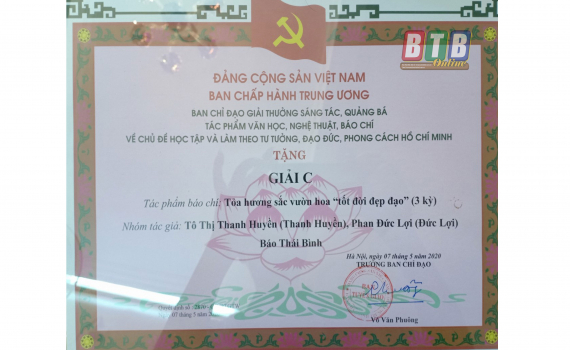 BTB
Online
ĐẢNG CỘNG SẢN VIỆT NAM
BAN CHẤP HÀNH TRUNG ƯƠNG
BAN CHỈ ĐẠO GIẢI THƯỞNG SÁNG TÁC, QUẢNG BÁ
TÁC PHẨM VĂN HỌC, NGHỆ THUẬT, BÁO CHÍ
VỀ CHỦ ĐỀ HỌC TẬP VÀ LÀM THEO TƯ TƯỞNG, ĐẠO ĐỨC, PHONG CÁCH HỒ CHÍ MINH
TẶNG
GIẢI C
Tác phẩm báo chí: Tỏa hương sắc vườn hoa “tốt đời đẹp đạo” (3 kỳ)
Nhóm tác giả: Tô Thị Thanh Huyền (Thanh Huyền), Phan Đức Lợi (Đức Lợi)
Báo Thái Bình
Hà Nội, ngày 07 tháng 5 năm 2020
TRƯỞNG BAN CHỈ ĐẠO
Võ Văn Phuông
07 tháng 5 năm